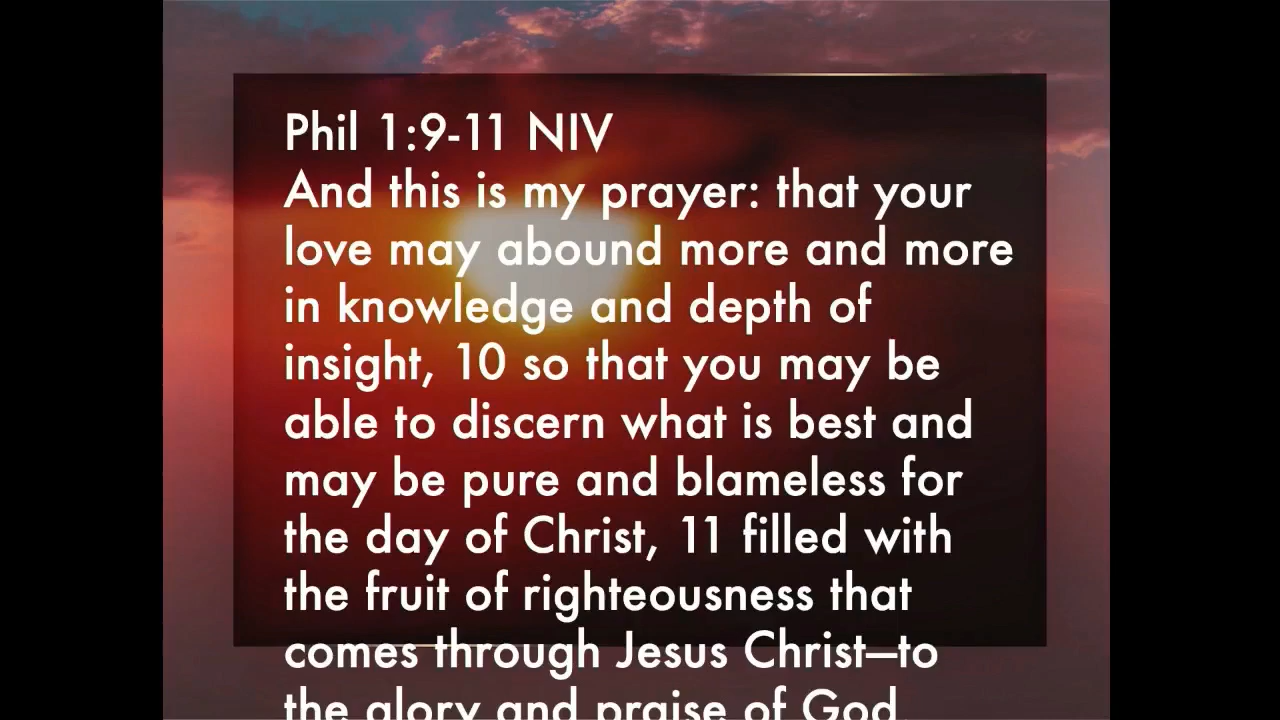 Phil 1:9-11 NIV
And this is my prayer: that your
love may abound more and more
in knowledge and depth of
insight, 10 so that you may be
able to discern what is best and
may be pure and blameless for
the day of Christ, 11 filled with
the fruit of righteousness that
comes through Jesus Christ—to
the glory and praise of God.